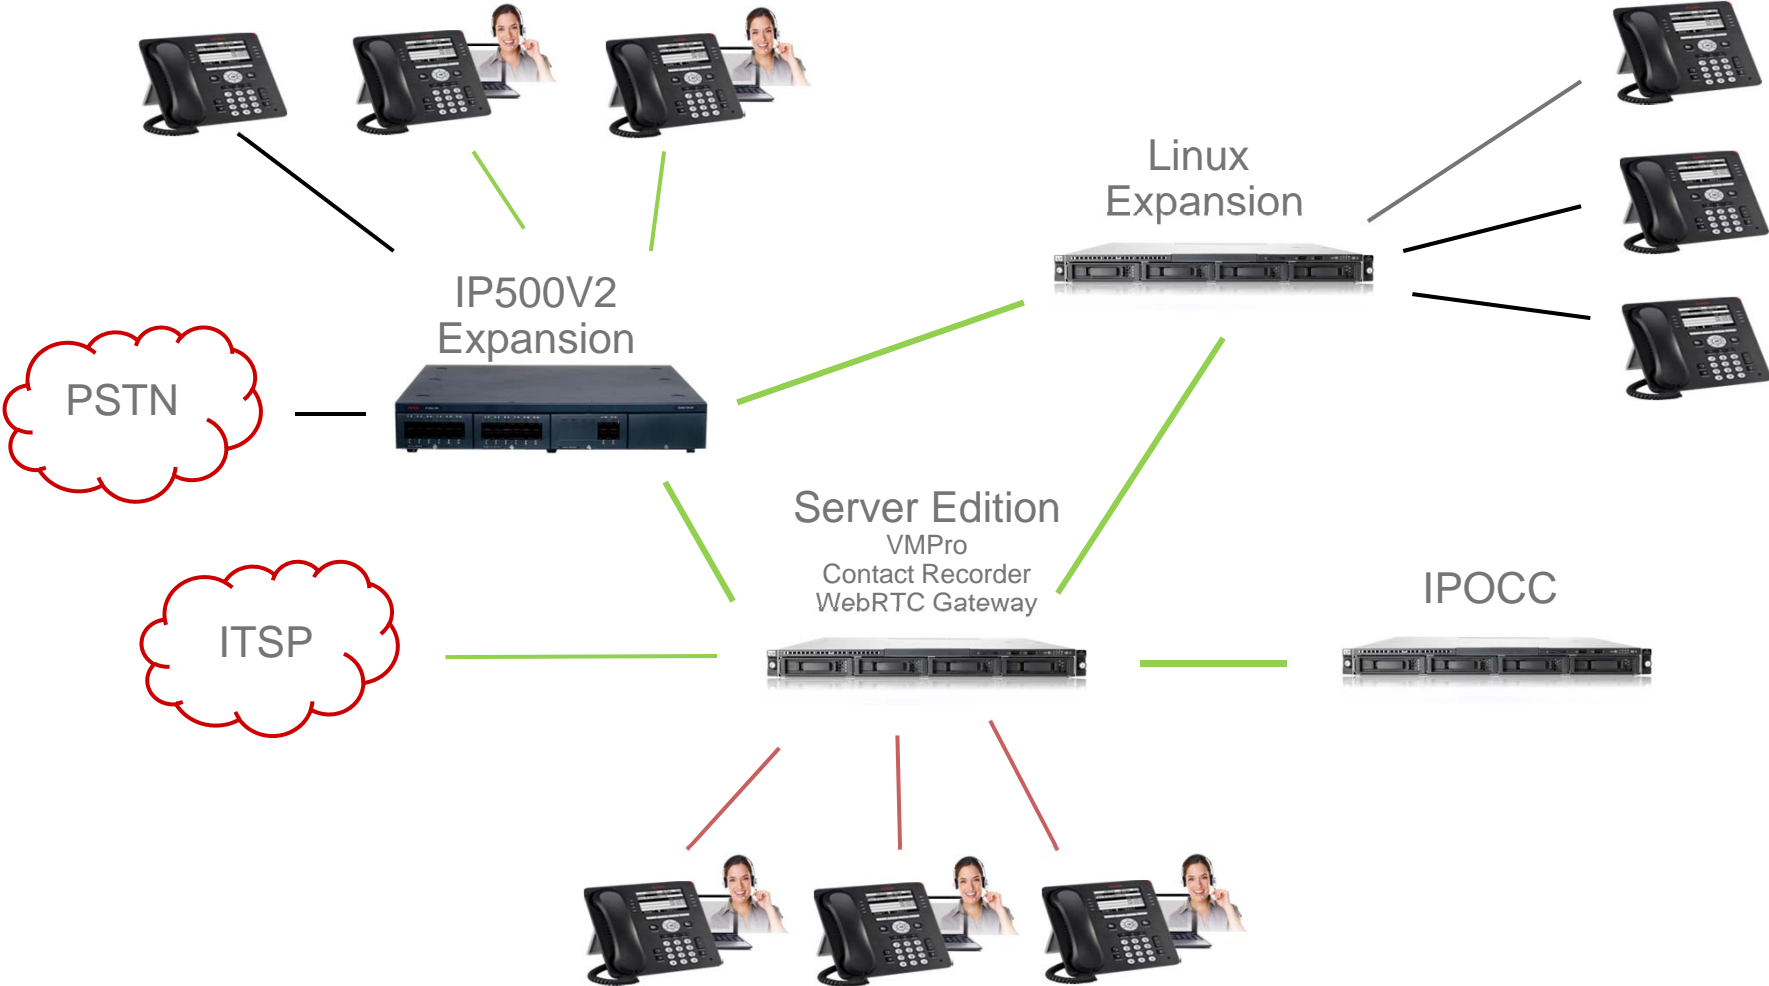 Linux
Expansion
IP500V2
Expansion
PSTN
Server Edition
VMPro
Contact Recorder
WebRTC Gateway
IPOCC
ITSP